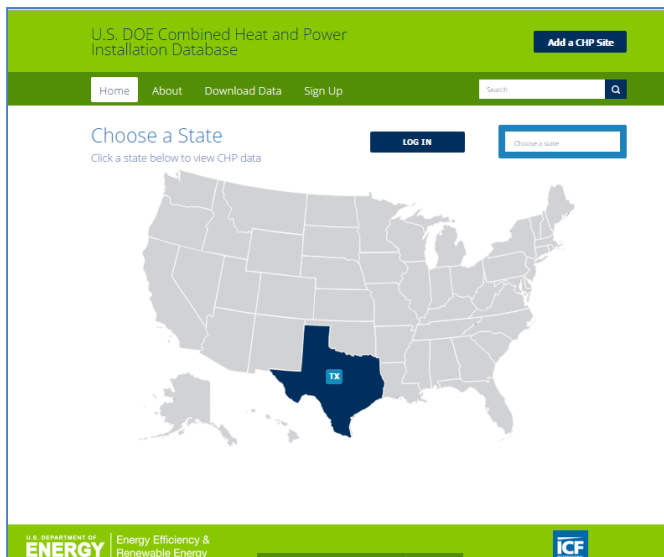 U.S. DOE Combined Heat and Power
Installation Database
Add a CHP Site
Home About Download Data Sign Up
Search
Choose a State
LOG IN
Choose a state
Click a state below to view CHP data
TX
U.S. DEPARTMENT OF
ENERGY
Energy Efficiency &
Renewable Energy
ICF